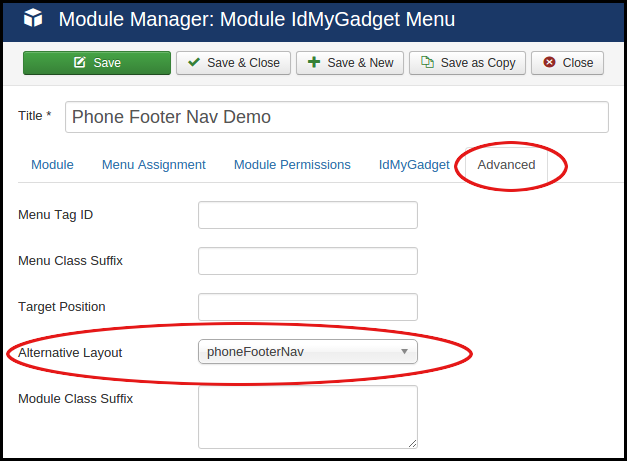 Module Manager: Module IdMyGadget Menu
Save Save & Close Save & New Save as Copy Close
Title * Phone Footer Nav Demo
Module Menu Assignment Module Permissions IdMyGadget Advanced
Menu Tag ID
Menu Class Suffix
Target Position
Alternative Layout phoneFooterNav
Module Class Suffix